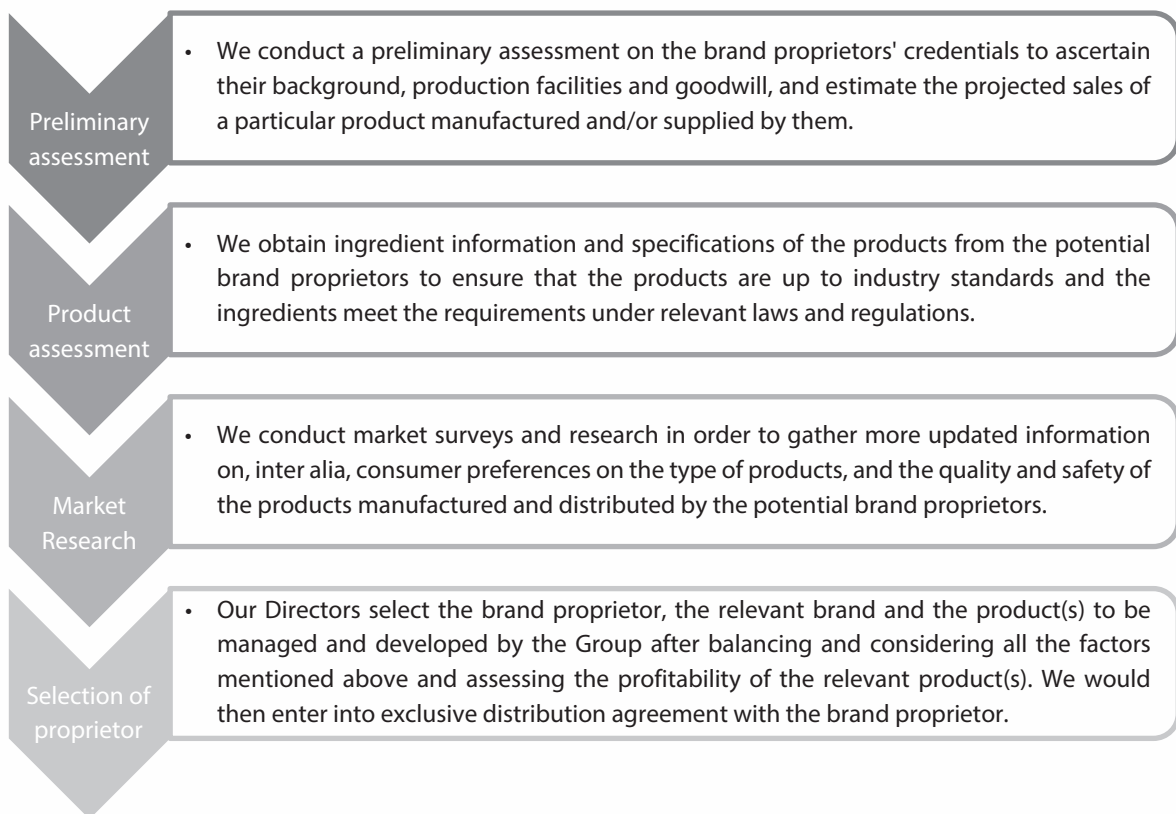 Preliminary
assessment
• We conduct a preliminary assessment on the brand proprietors' credentials to ascertain
their background, production facilities and goodwill, and estimate the projected sales of
a particular product manufactured and/or supplied by them.
Product
assessment
• We obtain ingredient information and specifications of the products from the potential
brand proprietors to ensure that the products are up to industry standards and the
ingredients meet the requirements under relevant laws and regulations.
Market
Research
• We conduct market surveys and research in order to gather more updated information
on, inter alia, consumer preferences on the type of products, and the quality and safety of
the products manufactured and distributed by the potential brand proprietors.
Selection of
proprietor
• Our Directors select the brand proprietor, the relevant brand and the product(s) to be
managed and developed by the Group after balancing and considering all the factors
mentioned above and assessing the profitability of the relevant product(s). We would
then enter into exclusive distribution agreement with the brand proprietor.